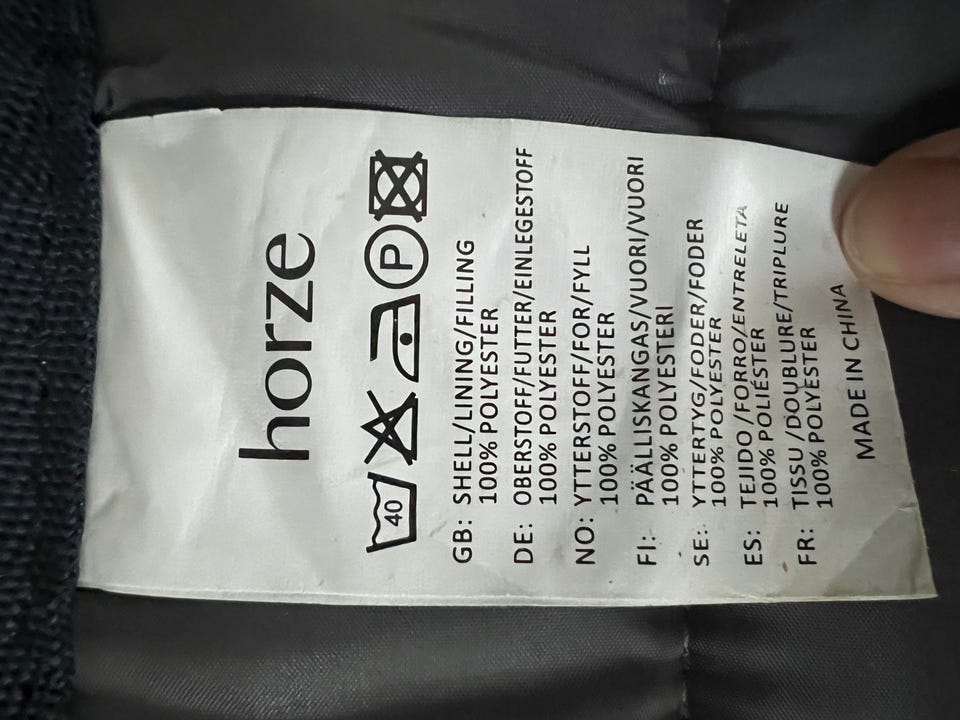 horze
40
P
GB: SHELL/LINING/FILLING
100% POLYESTER
DE: OBERSTOFF/FUTTER/EINLEGESTOFF
100% POLYESTER
NO: YTTERSTOFF/FOR/FYLL
100% POLYESTER
FI: PÄÄLLISKANGAS/VUORI/VUORI
100% POLYESTERI
SE: YTTERTYG/FODER/FODER
100% POLYESTER
ES: TEJIDO /FORRO/ENTRELETA
100% POLIÉSTER
FR: TISSU /DOUBLURE/TRIPLURE
100% POLYESTER
MADE IN CHINA